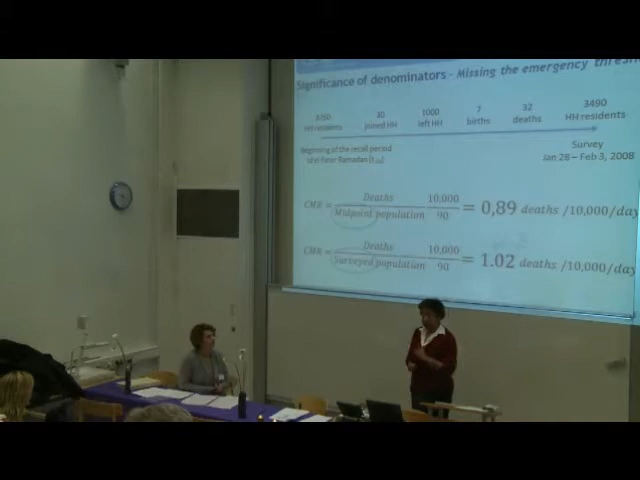 Significance of denominators - Missing the emergency
30 1000 7 32 3490
joined HH left HH births deaths HH residents
Beginning of the recall period
Survey
Jan 28 – Feb 3, 2008
CMR = Deaths / Midpoint population 10,000 / 90 = 0,89 deaths /10,000/day
CMR = Deaths / Surveyed population 10,000 / 90 = 1.02 deaths /10,000/day